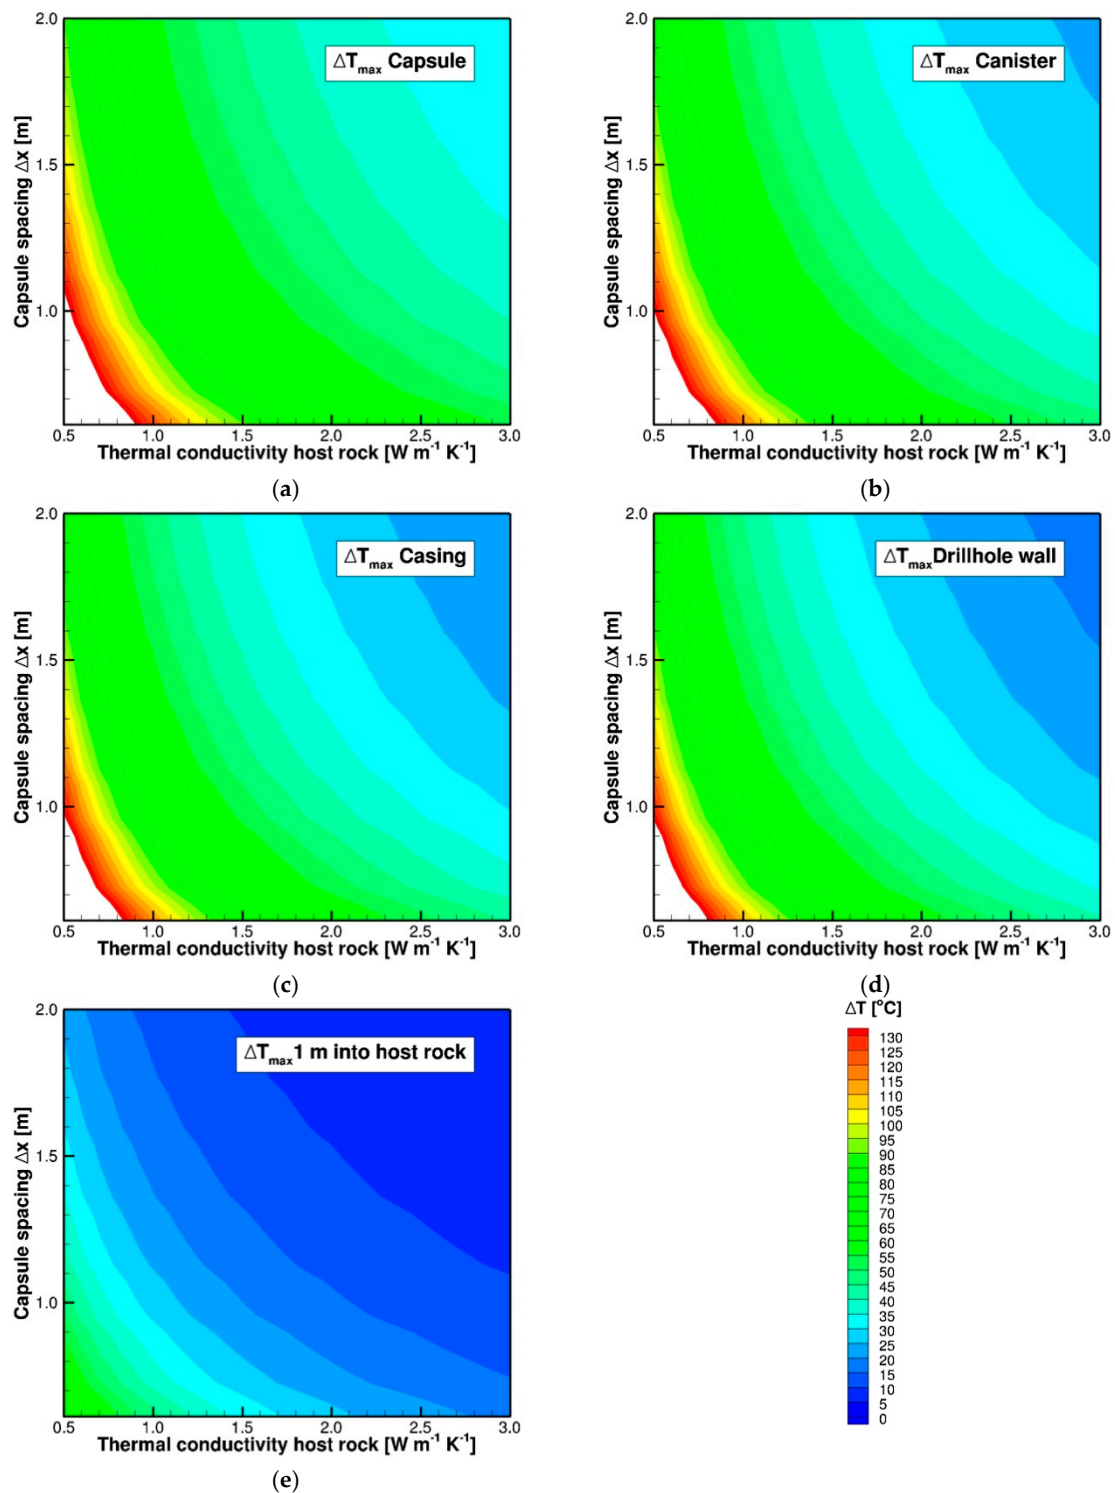 2.0
1.5
1.0
Capsule spacing Δx [m]
ΔTmax Capsule
0.5 1.0 1.5 2.0 2.5 3.0
Thermal conductivity host rock [W m-1 K-1]
(a)
2.0
1.5
1.0
Capsule spacing Δx [m]
ΔTmax Canister
0.5 1.0 1.5 2.0 2.5 3.0
Thermal conductivity host rock [W m-1 K-1]
(b)
2.0
1.5
1.0
Capsule spacing Δx [m]
ΔTmax Casing
0.5 1.0 1.5 2.0 2.5 3.0
Thermal conductivity host rock [W m-1 K-1]
(c)
2.0
1.5
1.0
Capsule spacing Δx [m]
ΔTmax Drillhole wall
0.5 1.0 1.5 2.0 2.5 3.0
Thermal conductivity host rock [W m-1 K-1]
(d)
2.0
1.5
1.0
Capsule spacing Δx [m]
ΔTmax 1 m into host rock
0.5 1.0 1.5 2.0 2.5 3.0
Thermal conductivity host rock [W m-1 K-1]
(e)
ΔT [°C]
130
125
120
115
110
105
100
95
90
85
80
75
70
65
60
55
50
45
40
35
30
25
20
15
10
5
0